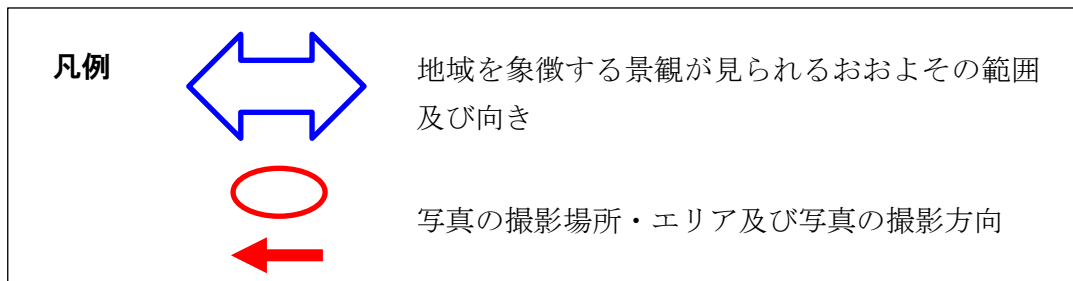 凡例
地域を象徴する景観が見られるおおよその範囲
及び向き
写真の撮影場所・エリア及び写真の撮影方向